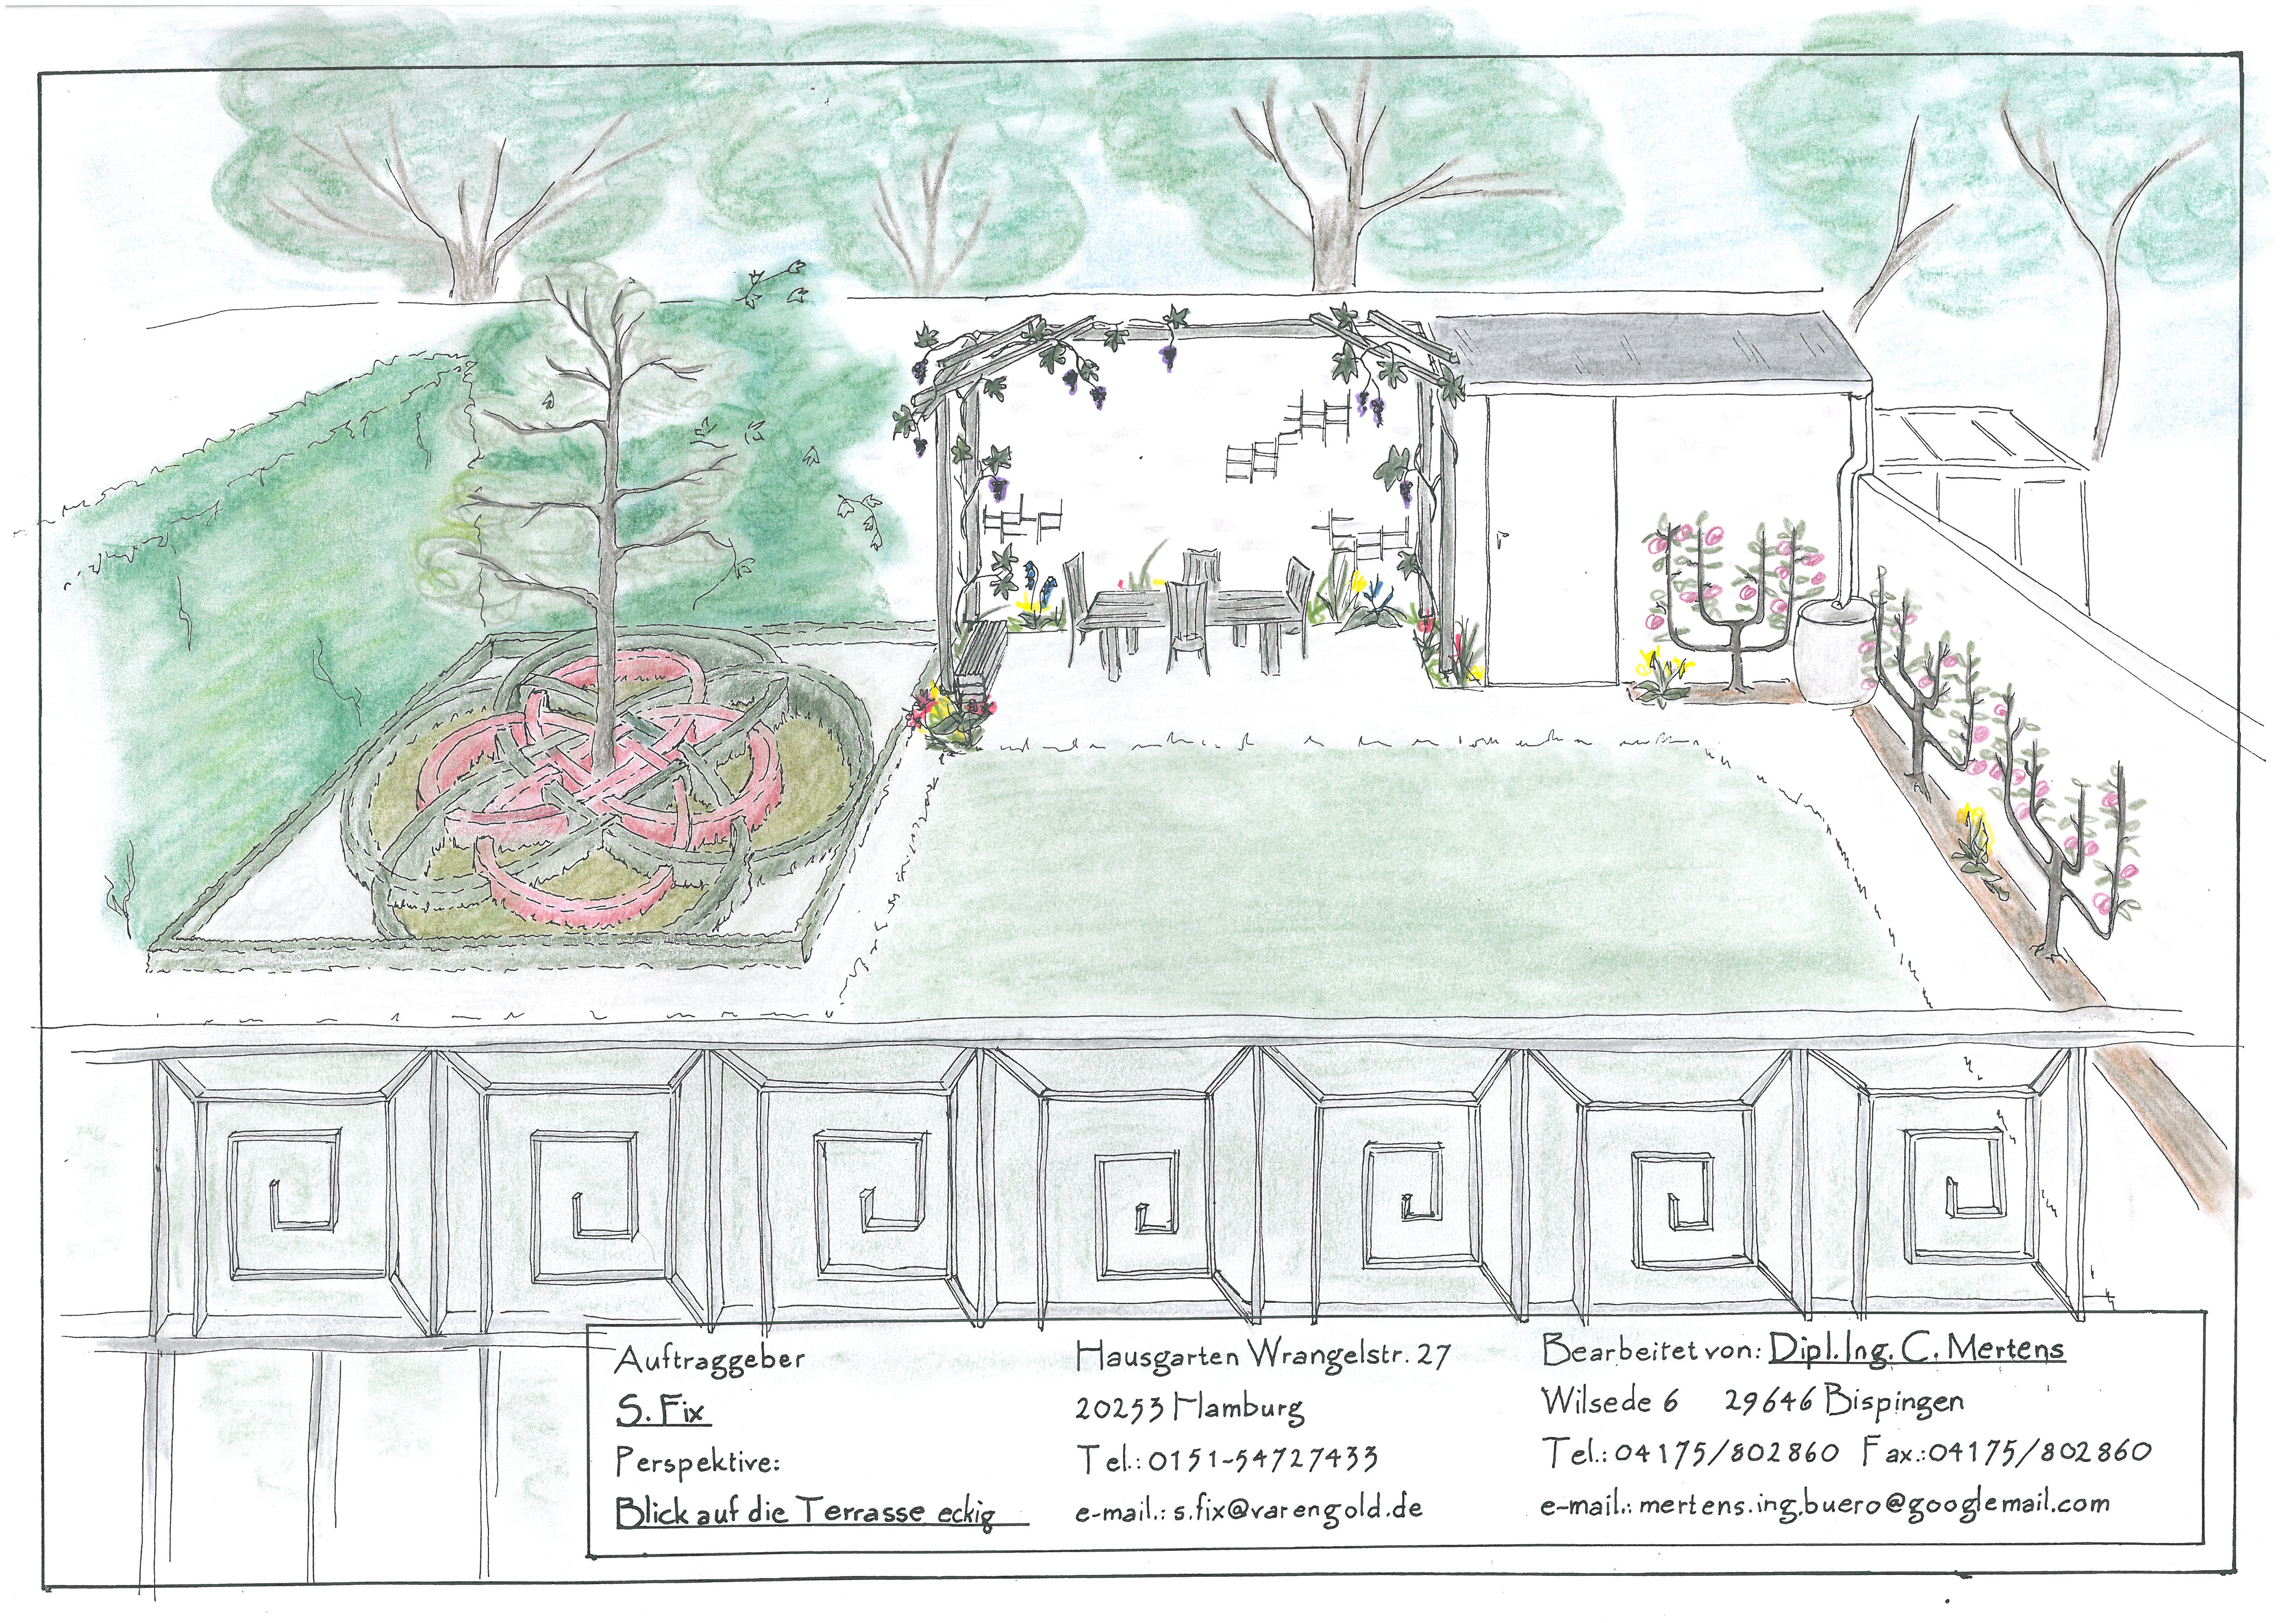 Auftraggeber
S. Fix
Perspektive:
Blick auf die Terrasse eckig
Hausgarten Wrangelstr. 27
20253 Hamburg
Tel.: 0151-54727433
e-mail.: s.fix@varengold.de
Bearbeitet von: Dipl.Ing. C. Mertens
Wilsede 6 29646 Bispingen
Tel.: 04175/802860 Fax.:04175/802860
e-mail.: mertens.ing.buero@googlemail.com